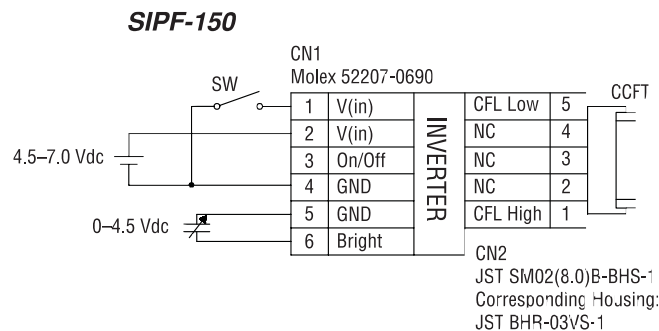 SIPF-150
CN1
Molex 52207-0690
SW
CCFT
1 V(in) CFL Low 5
2 V(in) NC 4
4.5–7.0 Vdc
3 On/Off NC 3
4 GND NC 2
0–4.5 Vdc
5 GND CFL High 1
6 Bright
INVERTER
CN2
JST SM02(8.0)B-BHS-1
Corresponding Housing:
JST BHR-03VS-1